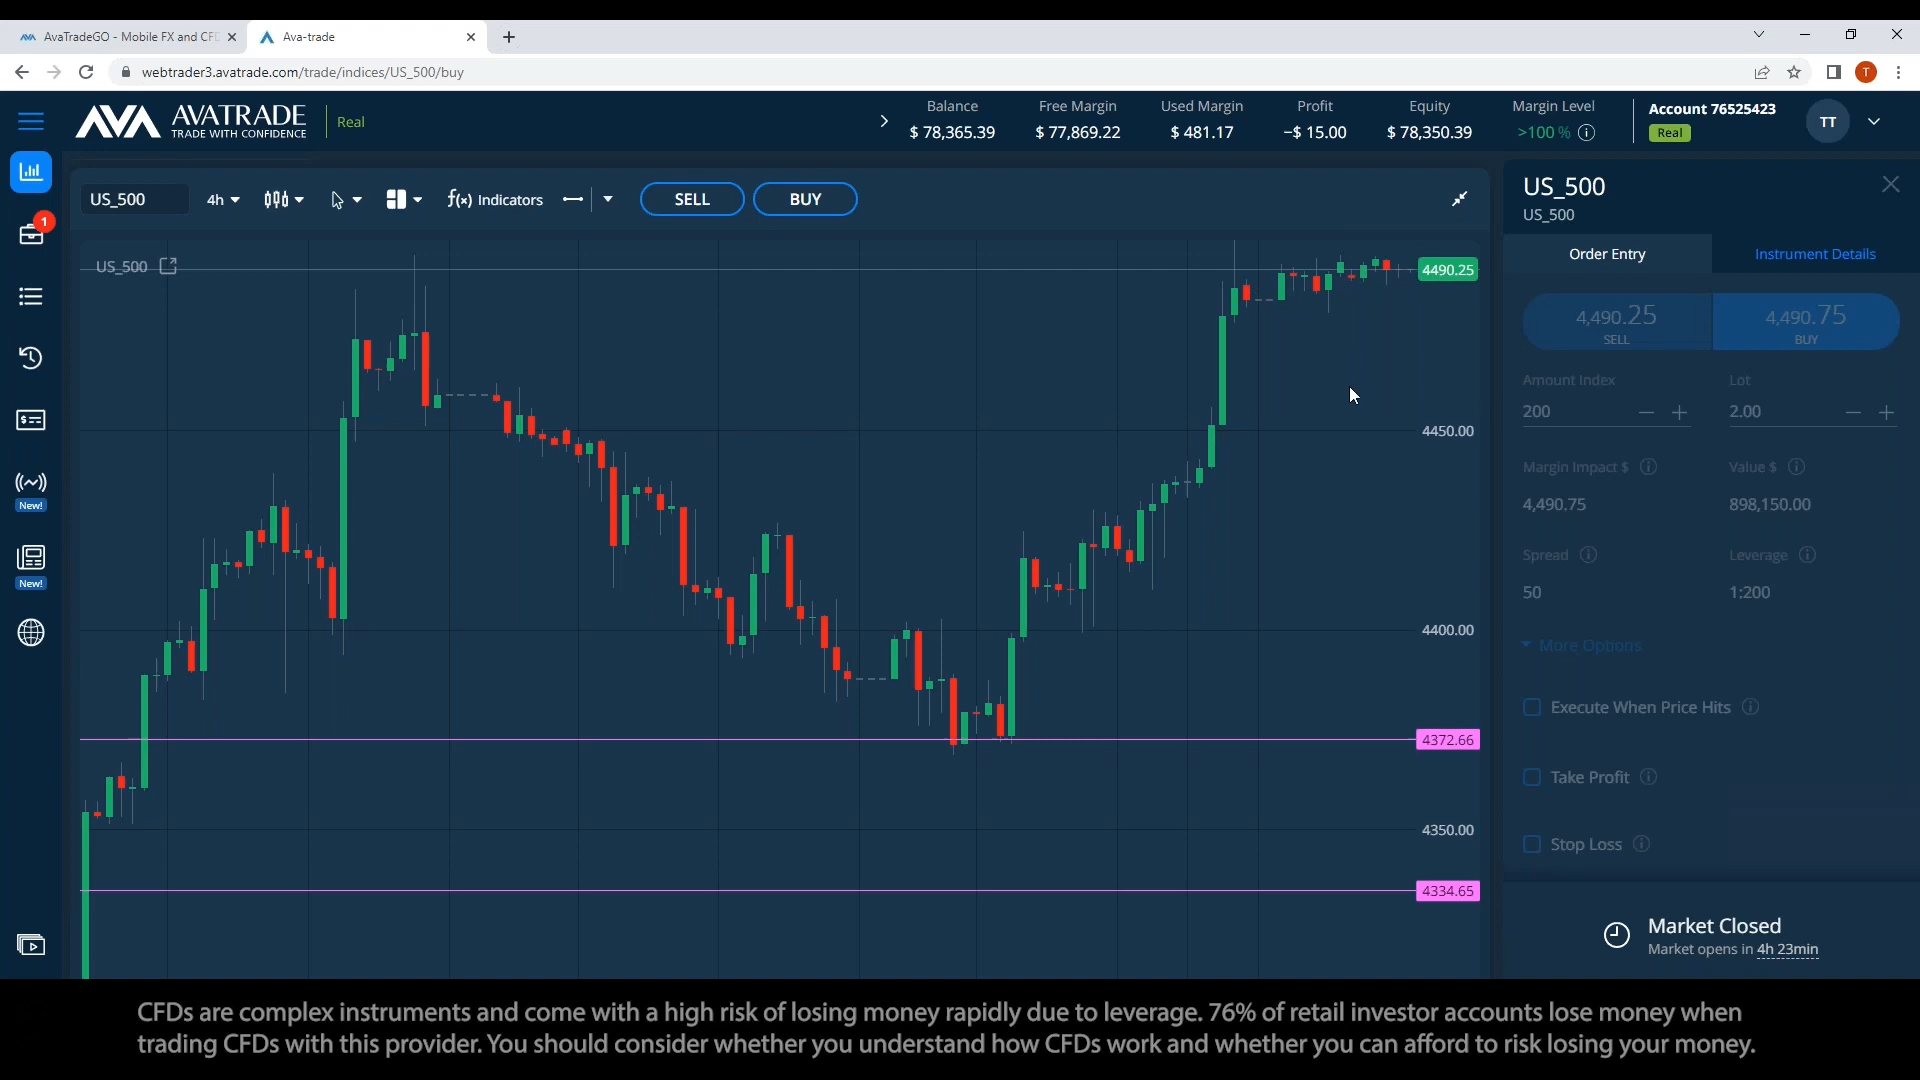 AvaTradeGO - Mobile FX and CFD
Ava-trade
webtrader3.avatrade.com/trade/indices/US_500/buy
T
AVA AVATRADE
TRADE WITH CONFIDENCE
Real
Balance
$ 78,365.39
Free Margin
$ 77,869.22
Used Margin
$ 481.17
Profit
-$ 15.00
Equity
$ 78,350.39
Margin Level
>100 %
Account 76525423
Real
TT
1
New!
New!
US_500
4h
f(x) Indicators
SELL
BUY
US_500
4490.25
4450.00
4400.00
4372.66
4350.00
4334.65
US_500
US_500
Order Entry
Instrument Details
4,490.25
SELL
4,490.75
BUY
Amount Index
200
Lot
2.00
Margin Impact $
4,490.75
Value $
898,150.00
Spread
50
Leverage
1:200
More Options
Execute When Price Hits
Take Profit
Stop Loss
Market Closed
Market opens in 4h 23min
CFDs are complex instruments and come with a high risk of losing money rapidly due to leverage. 76% of retail investor accounts lose money when
trading CFDs with this provider. You should consider whether you understand how CFDs work and whether you can afford to risk losing your money.